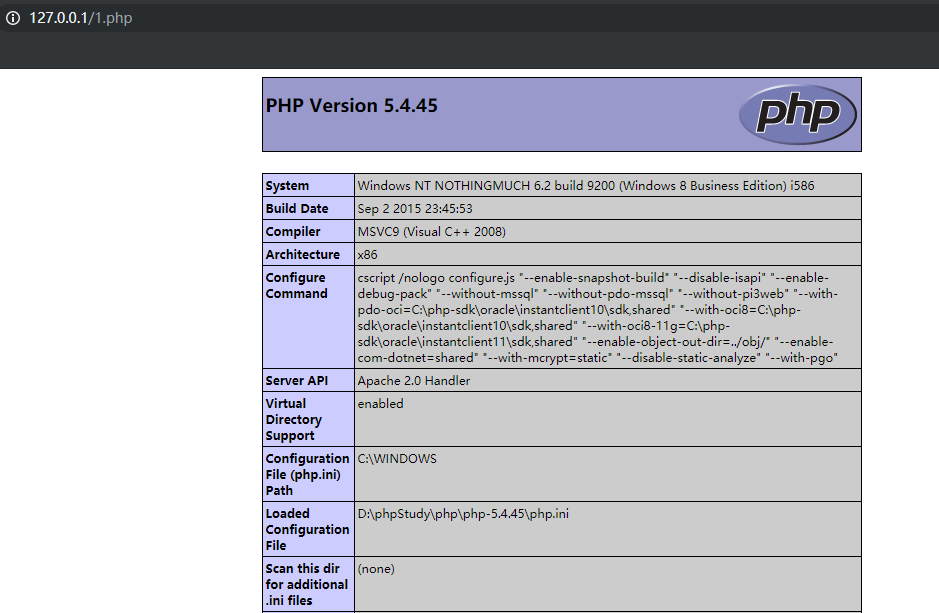 127.0.0.1/1.php
PHP Version 5.4.45
php
System Windows NT NOTHINGMUCH 6.2 build 9200 (Windows 8 Business Edition) i586
Build Date Sep 2 2015 23:45:53
Compiler MSVC9 (Visual C++ 2008)
Architecture x86
Configure
Command
cscript /nologo configure.js "--enable-snapshot-build" "--disable-isapi" "--enable-
debug-pack" "--without-mssql" "--without-pdo-mssql" "--without-pi3web" "--with-
pdo-oci=C:\php-sdk\oracle\instantclient10\sdk,shared" "--with-oci8=C:\php-
sdk\oracle\instantclient10\sdk,shared" "--with-oci8-11g=C:\php-
sdk\oracle\instantclient11\sdk,shared" "--enable-object-out-dir=../obj/" "--enable-
com-dotnet=shared" "--with-mcrypt=static" "--disable-static-analyze" "--with-pgo"
Server API Apache 2.0 Handler
Virtual
Directory
Support
enabled
Configuration
File (php.ini)
Path
C:\WINDOWS
Loaded
Configuration
File
D:\phpStudy\php\php-5.4.45\php.ini
Scan this dir
for additional
.ini files
(none)